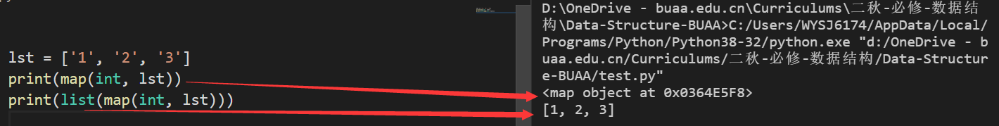 lst = ['1', '2', '3']
print(map(int, lst))
print(list(map(int, lst)))
D:\OneDrive - buaa.edu.cn\Curriculums\二秋-必修-数据结
构\Data-Structure-BUAA>C:/Users/WYSJ6174/AppData/Local/
Programs/Python/Python38-32/python.exe "d:/OneDrive - b
uaa.edu.cn/Curriculums/二秋-必修-数据结构/Data-Structur
e-BUAA/test.py"
<map object at 0x0364E5F8>
[1, 2, 3]